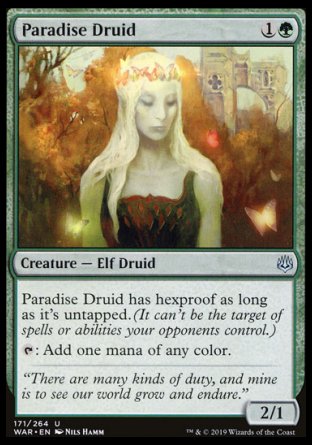 Paradise Druid 1
Creature — Elf Druid
Paradise Druid has hexproof as long
as it's untapped.(It can't be the target of
spells or abilities your opponents control.)
: Add one mana of any color.
"There are many kinds of duty, and mine
is to see our world grow and endure."
2/1
171/264 U
WAR • EN Nils Hamm
™ & © 2019 Wizards of the Coast